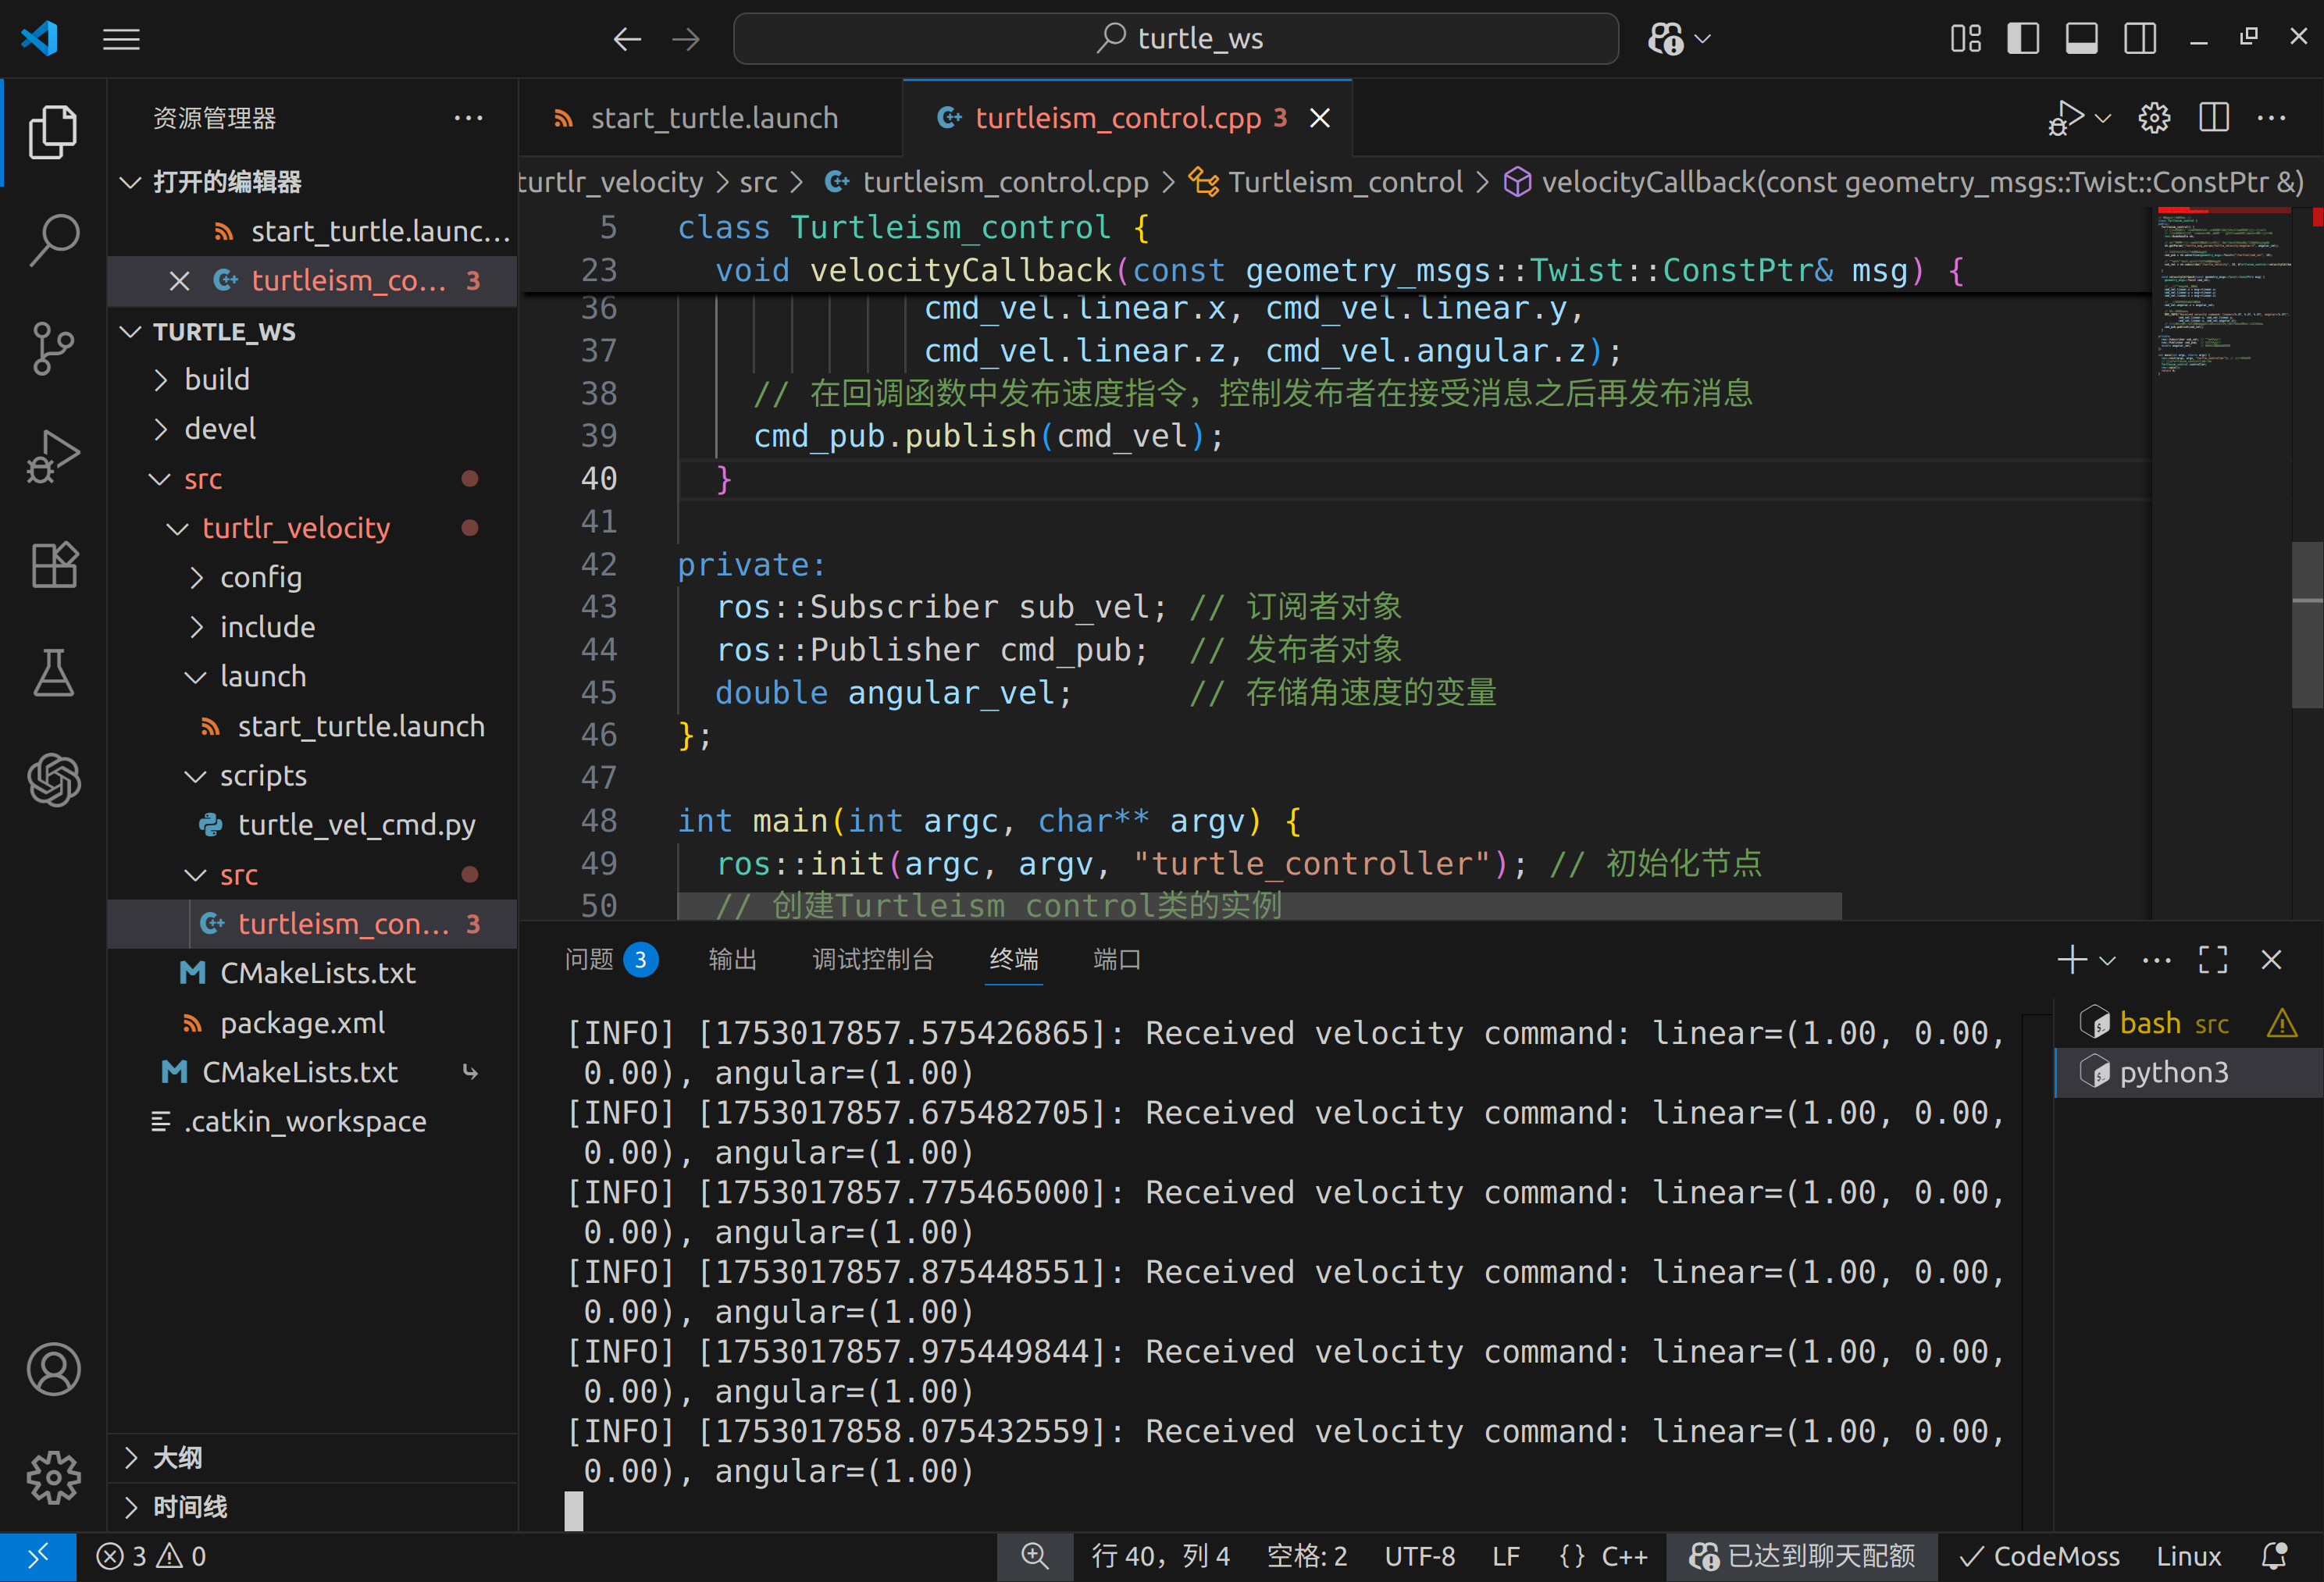 turtle_ws
资源管理器
打开的编辑器
start_turtle.launc...
turtleism_co... 3
TURTLE_WS
build
devel
src
turtlr_velocity
config
include
launch
start_turtle.launch
scripts
turtle_vel_cmd.py
src
turtleism_con... 3
CMakeLists.txt
package.xml
CMakeLists.txt
.catkin_workspace
大纲
时间线
start_turtle.launch
turtleism_control.cpp 3
turtlr_velocity > src > turtleism_control.cpp > Turtleism_control > velocityCallback(const geometry_msgs::Twist::ConstPtr &)
5 class Turtleism_control {
23 void velocityCallback(const geometry_msgs::Twist::ConstPtr& msg) {
36 cmd_vel.linear.x, cmd_vel.linear.y,
37 cmd_vel.linear.z, cmd_vel.angular.z);
38 // 在回调函数中发布速度指令，控制发布者在接受消息之后再发布消息
39 cmd_pub.publish(cmd_vel);
40 }
41
42 private:
43 ros::Subscriber sub_vel; // 订阅者对象
44 ros::Publisher cmd_pub; // 发布者对象
45 double angular_vel; // 存储角速度的变量
46 };
47
48 int main(int argc, char** argv) {
49 ros::init(argc, argv, "turtle_controller"); // 初始化节点
50 // 创建Turtleism_control类的实例
问题 3 输出 调试控制台 终端 端口
[INFO] [1753017857.575426865]: Received velocity command: linear=(1.00, 0.00,
0.00), angular=(1.00)
[INFO] [1753017857.675482705]: Received velocity command: linear=(1.00, 0.00,
0.00), angular=(1.00)
[INFO] [1753017857.775465000]: Received velocity command: linear=(1.00, 0.00,
0.00), angular=(1.00)
[INFO] [1753017857.875448551]: Received velocity command: linear=(1.00, 0.00,
0.00), angular=(1.00)
[INFO] [1753017857.975449844]: Received velocity command: linear=(1.00, 0.00,
0.00), angular=(1.00)
[INFO] [1753017858.075432559]: Received velocity command: linear=(1.00, 0.00,
0.00), angular=(1.00)
bash src
python3
3 0 行 40，列 4 空格: 2 UTF-8 LF {} C++ 已达到聊天配额 CodeMoss Linux